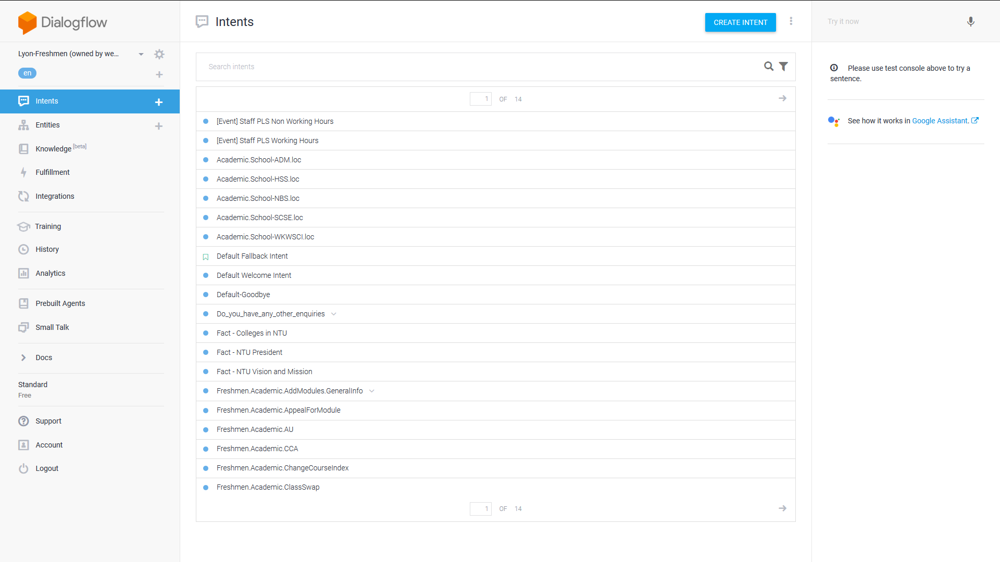 Dialogflow
Lyon-Freshmen (owned by we...
en
Intents
Entities
Knowledge [beta]
Fulfillment
Integrations
Training
History
Analytics
Prebuilt Agents
Small Talk
Docs
Standard
Free
Support
Account
Logout
Intents
CREATE INTENT
Search intents
1 OF 14
[Event] Staff PLS Non Working Hours
[Event] Staff PLS Working Hours
Academic.School-ADM.loc
Academic.School-HSS.loc
Academic.School-NBS.loc
Academic.School-SCSE.loc
Academic.School-WKWSCI.loc
Default Fallback Intent
Default Welcome Intent
Default-Goodbye
Do_you_have_any_other_enquiries
Fact - Colleges in NTU
Fact - NTU President
Fact - NTU Vision and Mission
Freshmen.Academic.AddModules.GeneralInfo
Freshmen.Academic.AppealForModule
Freshmen.Academic.AU
Freshmen.Academic.CCA
Freshmen.Academic.ChangeCourseIndex
Freshmen.Academic.ClassSwap
1 OF 14
Try it now
Please use test console above to try a
sentence.
See how it works in Google Assistant.